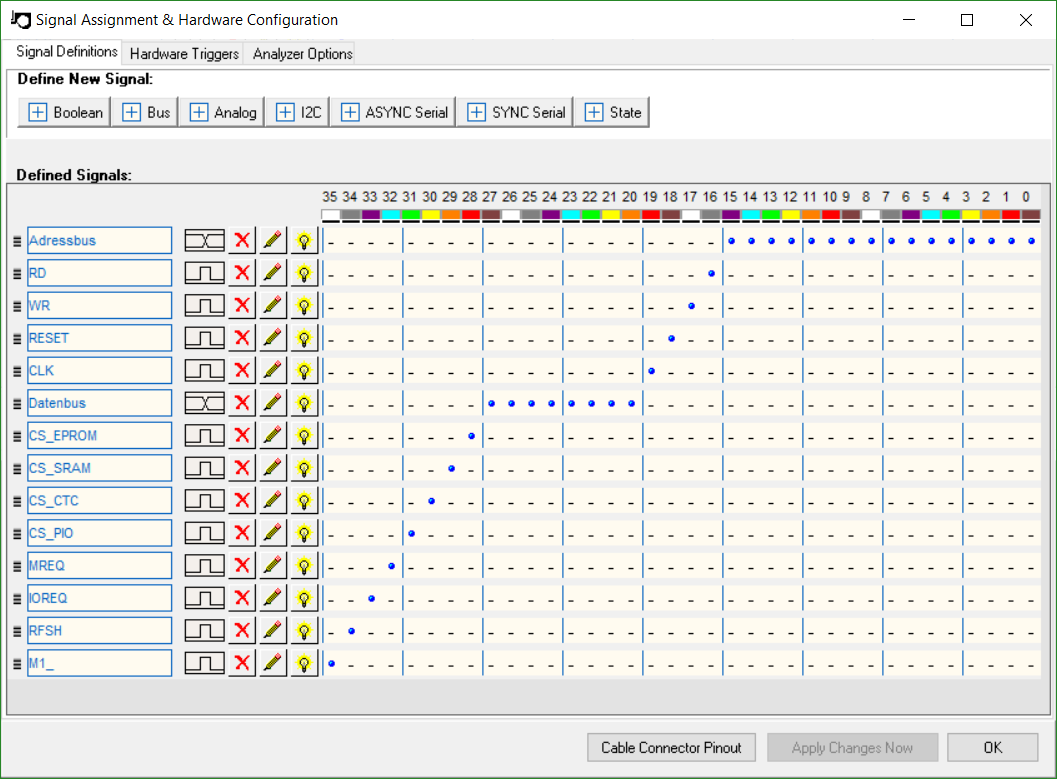 Signal Assignment & Hardware Configuration
Signal Definitions Hardware Triggers Analyzer Options
Define New Signal:
Boolean Bus Analog I2C ASYNC Serial SYNC Serial State
Defined Signals:
35 34 33 32 31 30 29 28 27 26 25 24 23 22 21 20 19 18 17 16 15 14 13 12 11 10 9 8 7 6 5 4 3 2 1 0
Adressbus
RD
WR
RESET
CLK
Datenbus
CS_EPROM
CS_SRAM
CS_CTC
CS_PIO
MREQ
IOREQ
RFSH
M1_
Cable Connector Pinout Apply Changes Now OK